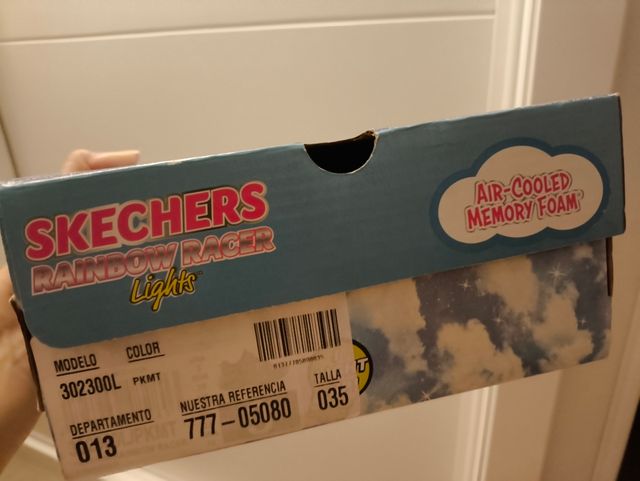 SKECHERS
RAINBOW RACER
Lights™
AIR-COOLED
MEMORY FOAM
MODELO COLOR
302300L PKMT
DEPARTAMENTO NUESTRA REFERENCIA TALLA
013 777-05080 035